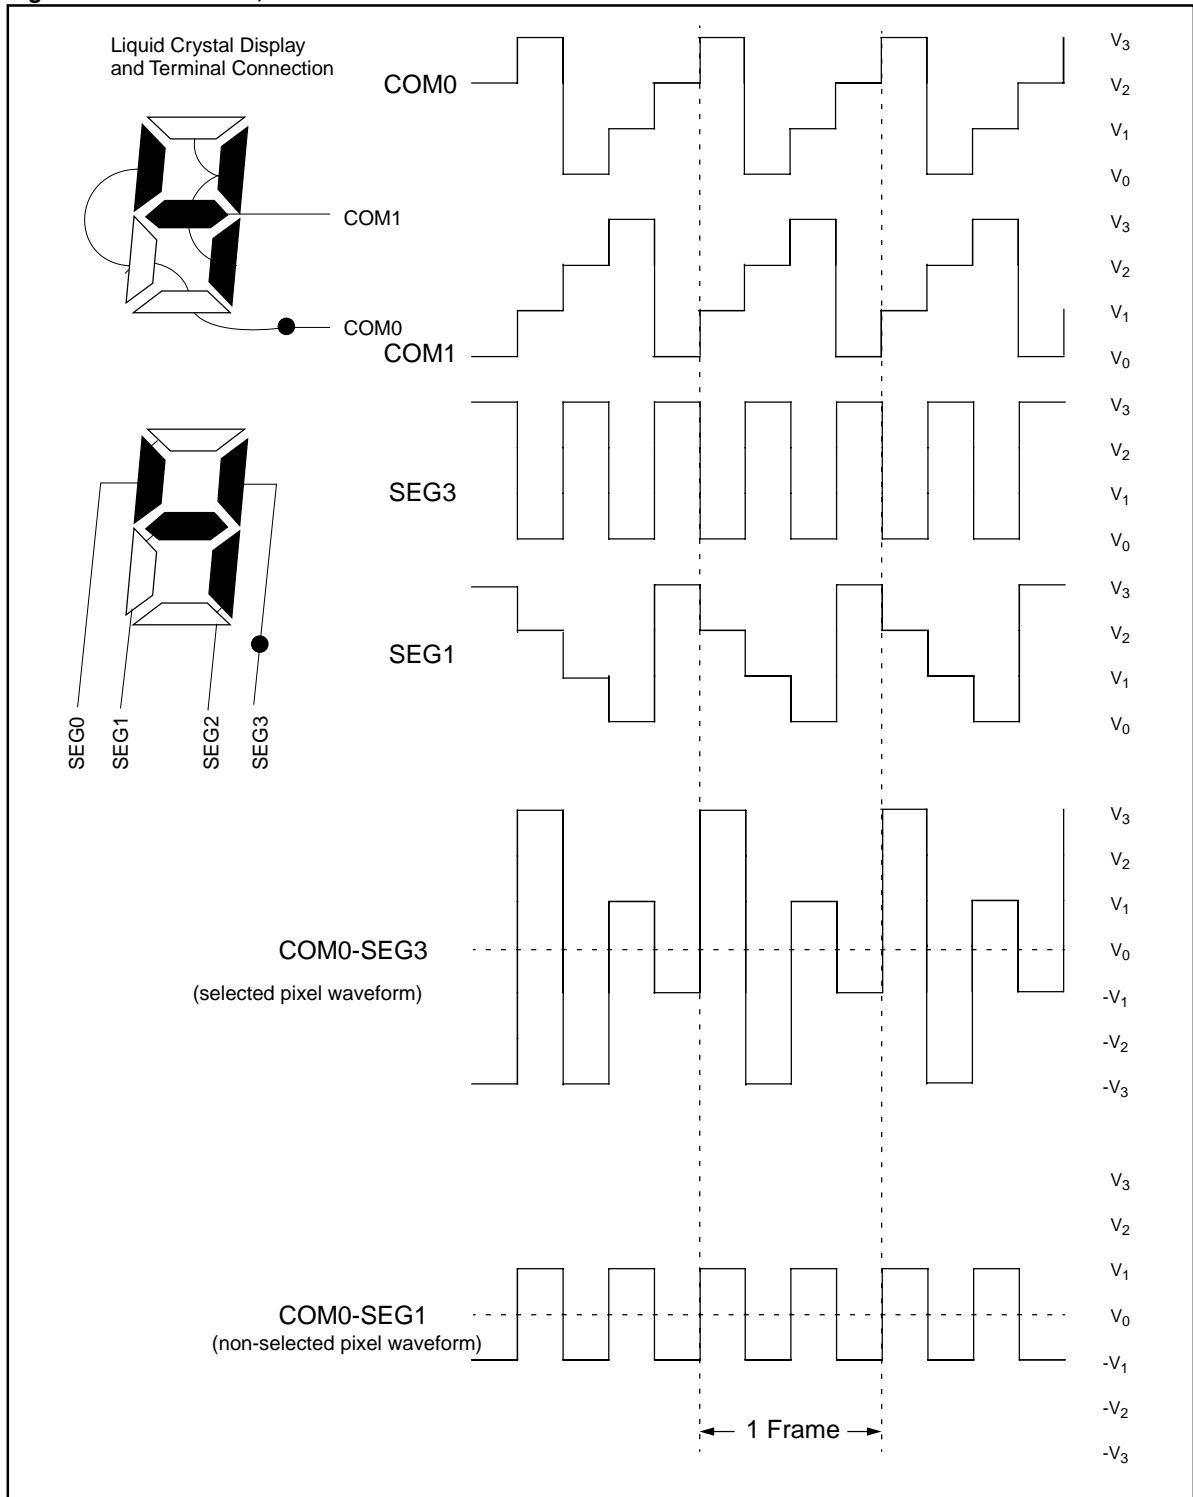 Liquid Crystal Display
and Terminal Connection
COM1
COM0
SEG0
SEG1
SEG2
SEG3
COM0
V3
V2
V1
V0
COM1
V3
V2
V1
V0
SEG3
V3
V2
V1
V0
SEG1
V3
V2
V1
V0
COM0-SEG3
(selected pixel waveform)
V3
V2
V1
V0
-V1
-V2
-V3
COM0-SEG1
(non-selected pixel waveform)
V3
V2
V1
V0
-V1
-V2
-V3
1 Frame